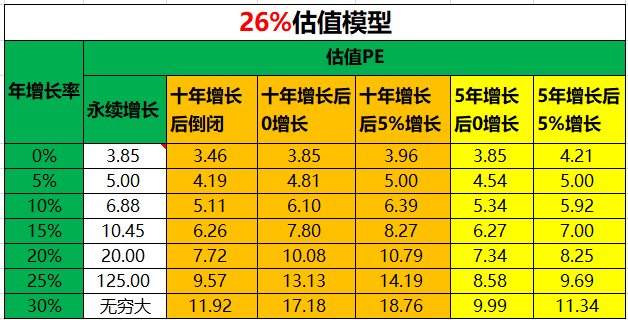 26%估值模型
年增长率 估值PE
永续增长 十年增长后倒闭 十年增长后0增长 十年增长后5%增长 5年增长后0增长 5年增长后5%增长
0% 3.85 3.46 3.85 3.96 3.85 4.21
5% 5.00 4.19 4.81 5.00 4.54 5.00
10% 6.88 5.11 6.10 6.39 5.34 5.92
15% 10.45 6.26 7.80 8.27 6.27 7.00
20% 20.00 7.72 10.08 10.79 7.34 8.25
25% 125.00 9.57 13.13 14.19 8.58 9.69
30% 无穷大 11.92 17.18 18.76 9.99 11.34